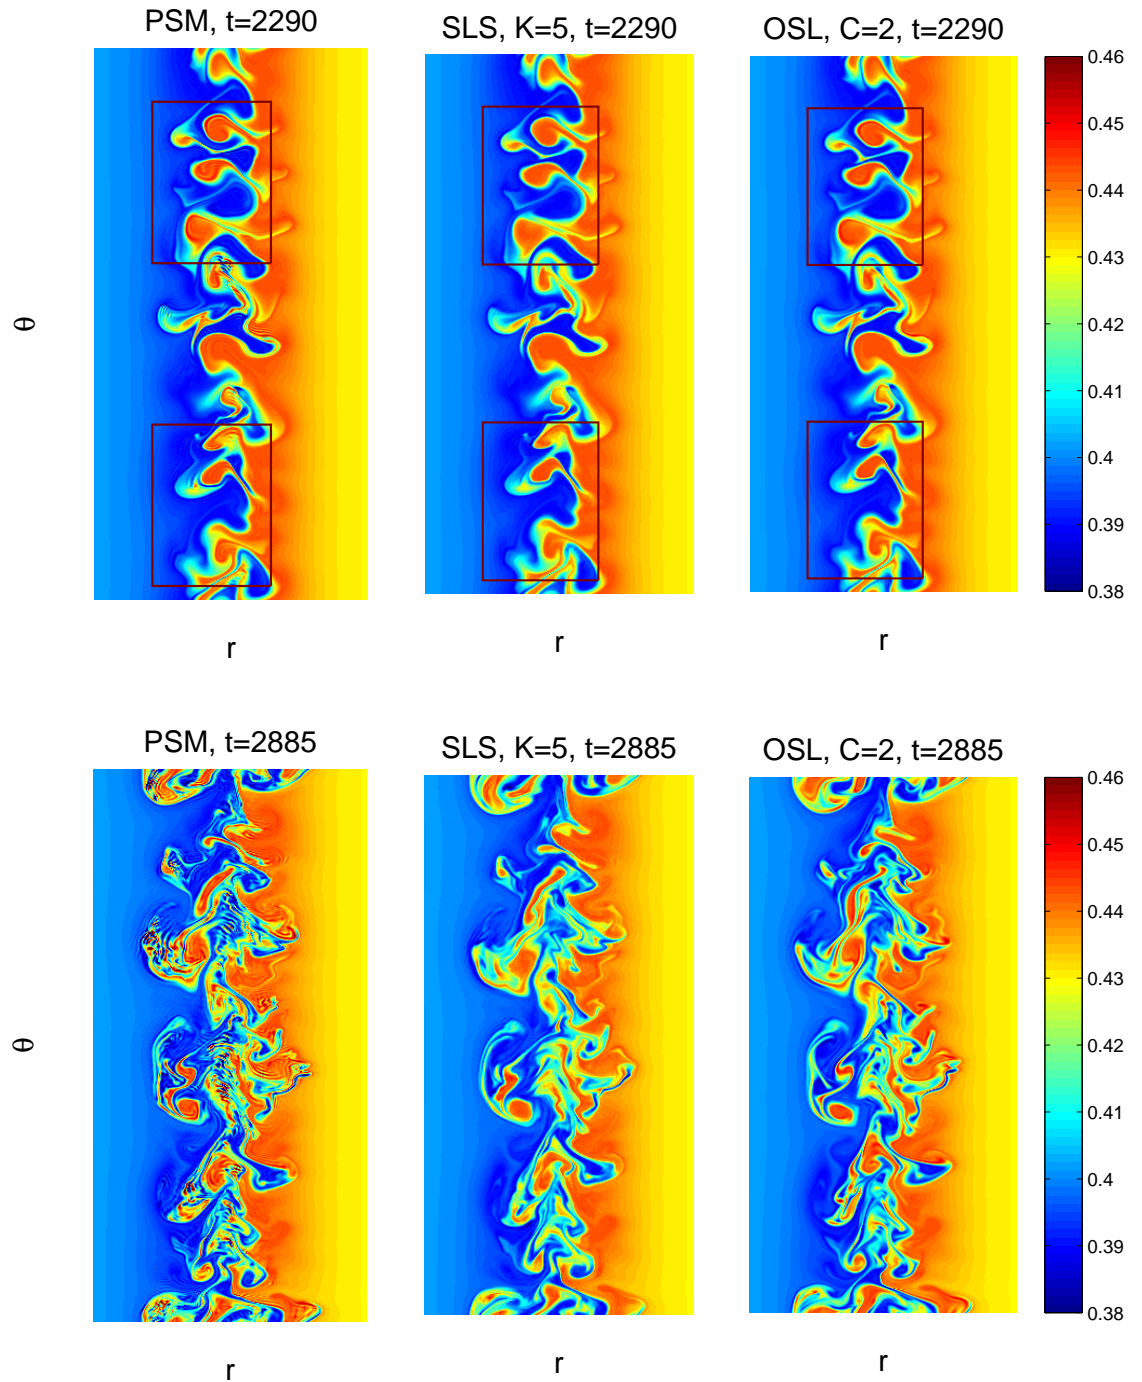 PSM, t=2290
SLS, K=5, t=2290
OSL, C=2, t=2290
θ
r
r
r
0.46
0.45
0.44
0.43
0.42
0.41
0.4
0.39
0.38
PSM, t=2885
SLS, K=5, t=2885
OSL, C=2, t=2885
θ
r
r
r
0.46
0.45
0.44
0.43
0.42
0.41
0.4
0.39
0.38